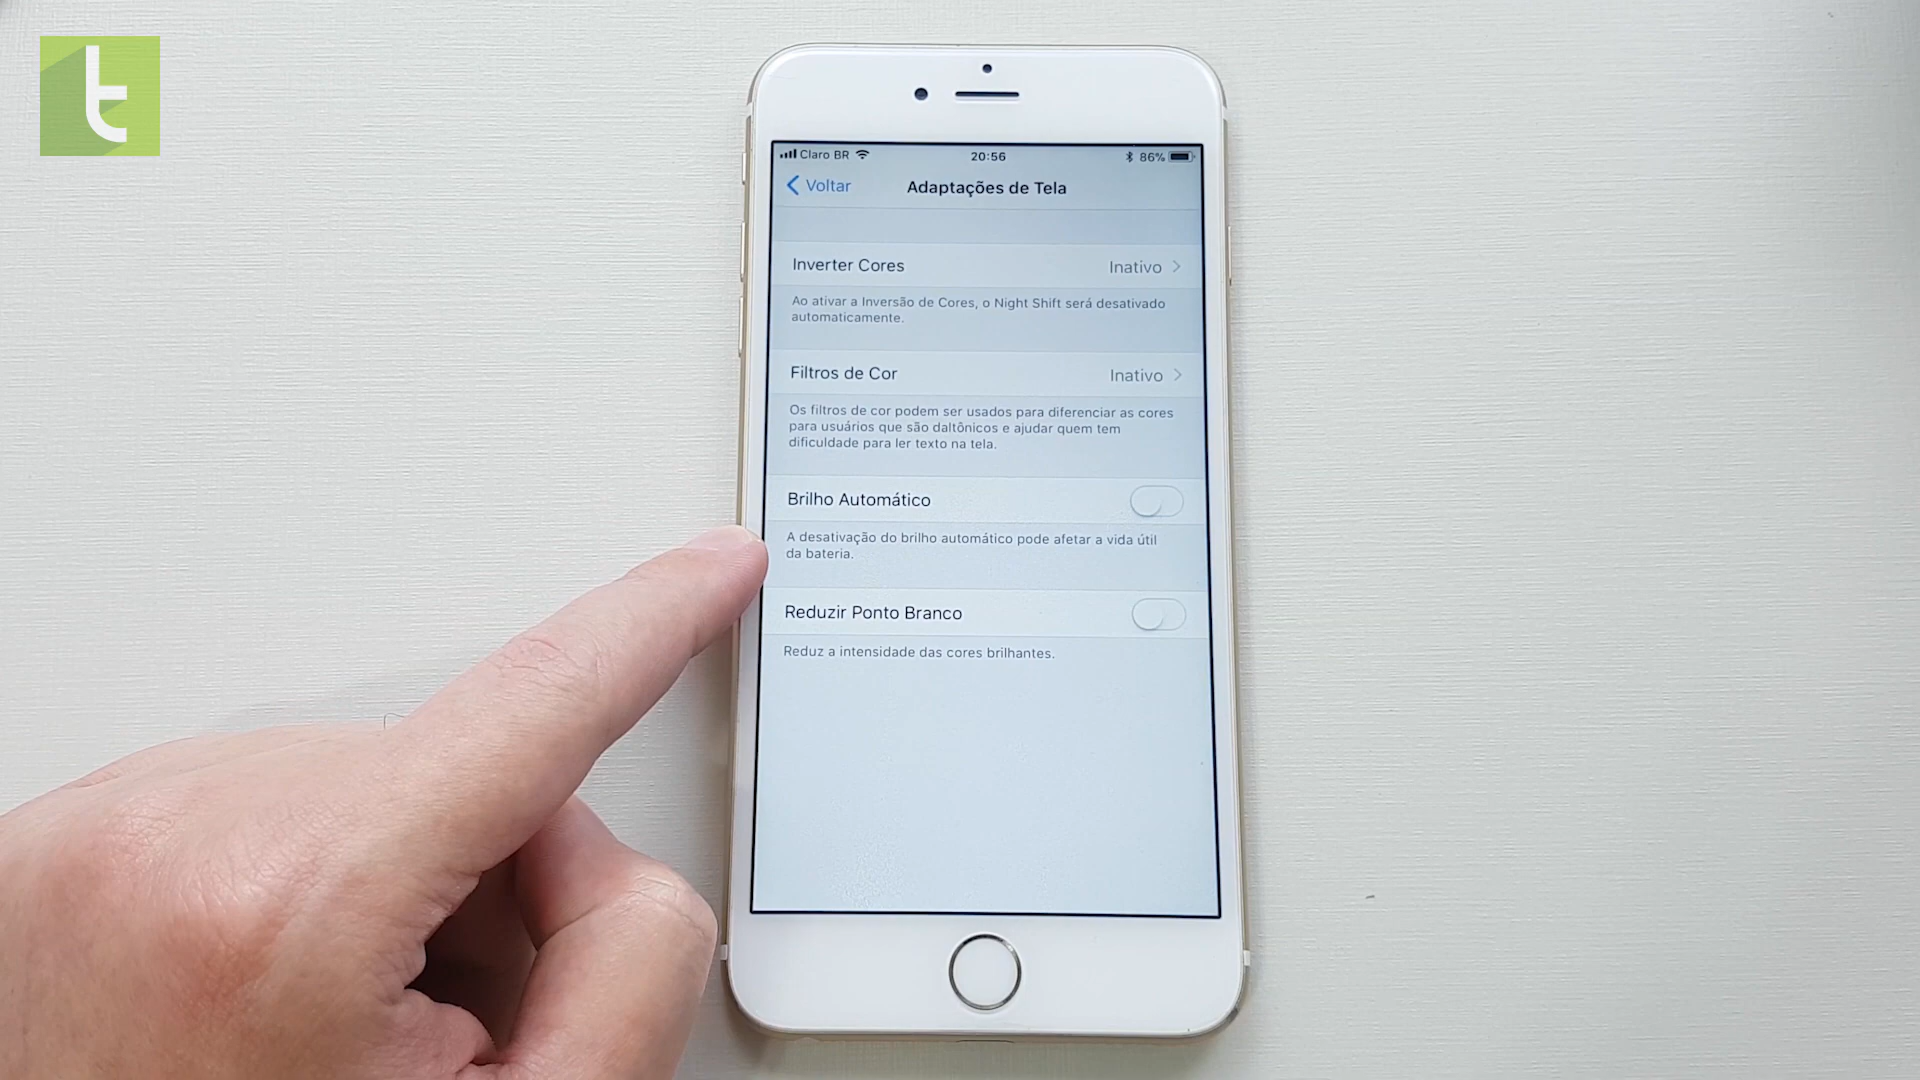 t
Claro BR
20:56
86%
Voltar
Adaptações de Tela
Inverter Cores
Inativo
Ao ativar a Inversão de Cores, o Night Shift será desativado
automaticamente.
Filtros de Cor
Inativo
Os filtros de cor podem ser usados para diferenciar as cores
para usuários que são daltônicos e ajudar quem tem
dificuldade para ler texto na tela.
Brilho Automático
A desativação do brilho automático pode afetar a vida útil
da bateria.
Reduzir Ponto Branco
Reduz a intensidade das cores brilhantes.